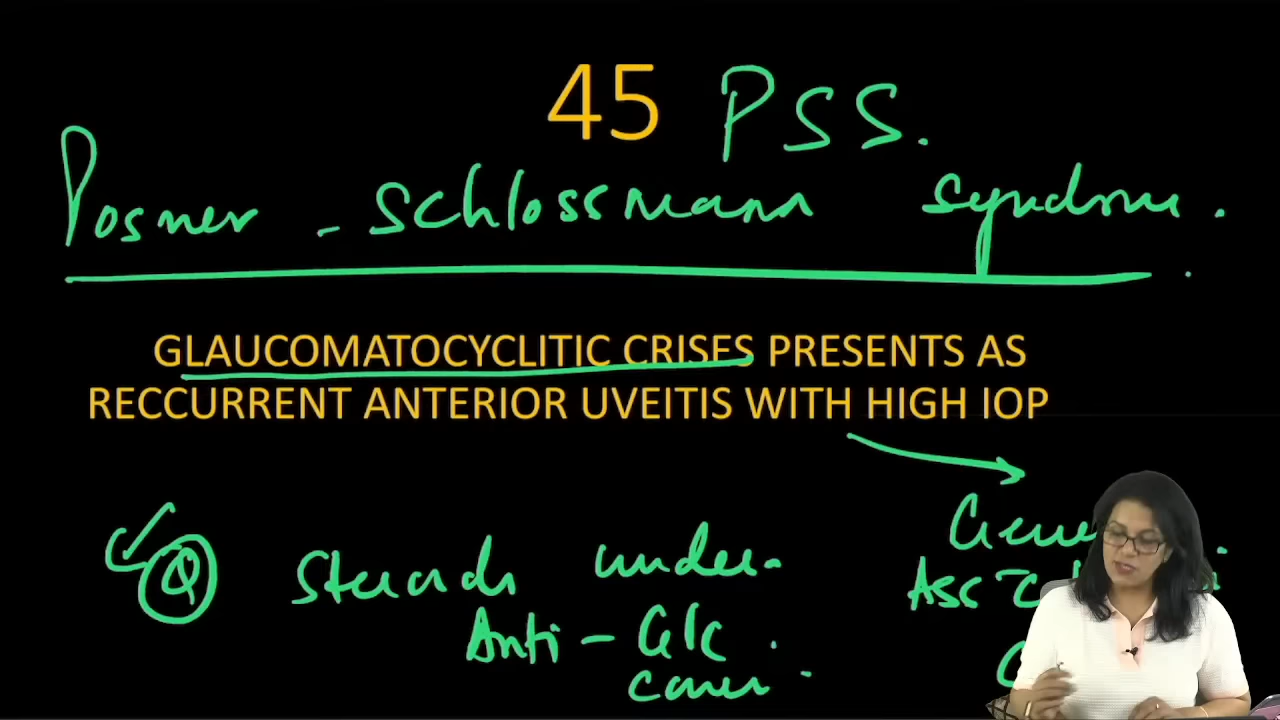 45 PSS.
Posner - Schlossmann syndrome.
GLAUCOMATOCYCLITIC CRISES PRESENTS AS
RECCURRENT ANTERIOR UVEITIS WITH HIGH IOP
Q Steroids under
Anti - Glc
cover
Ass